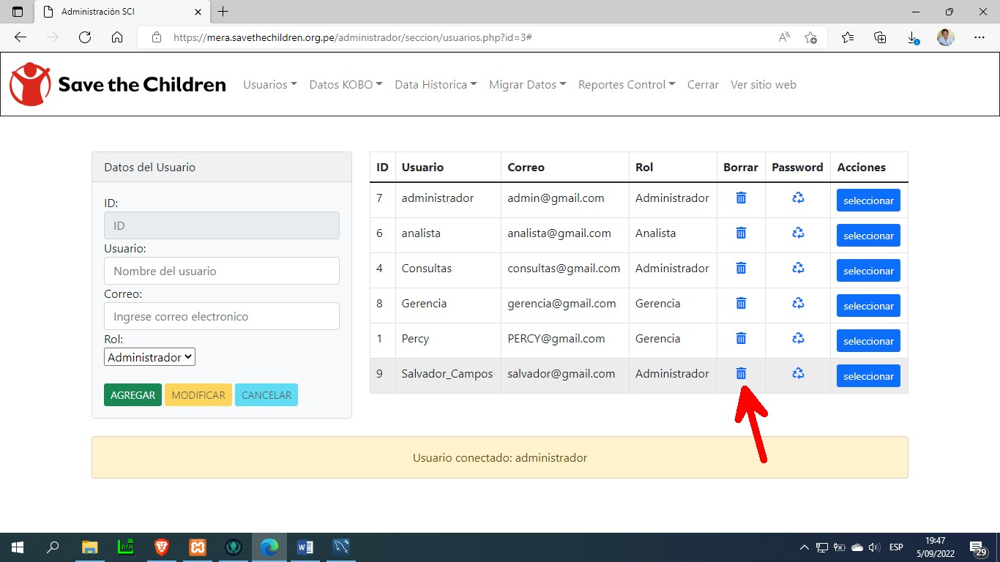 Administración SCI
https://mera.savethechildren.org.pe/administrador/seccion/usuarios.php?id=3#
Save the Children Usuarios Datos KOBO Data Historica Migrar Datos Reportes Control Cerrar Ver sitio web
Datos del Usuario
ID:
ID
Usuario:
Nombre del usuario
Correo:
Ingrese correo electronico
Rol:
Administrador
AGREGAR MODIFICAR CANCELAR
ID Usuario Correo Rol Borrar Password Acciones
7 administrador admin@gmail.com Administrador seleccionar
6 analista analista@gmail.com Analista seleccionar
4 Consultas consultas@gmail.com Administrador seleccionar
8 Gerencia gerencia@gmail.com Gerencia seleccionar
1 Percy PERCY@gmail.com Gerencia seleccionar
9 Salvador_Campos salvador@gmail.com Administrador seleccionar
Usuario conectado: administrador
ESP
19:47
5/09/2022
29